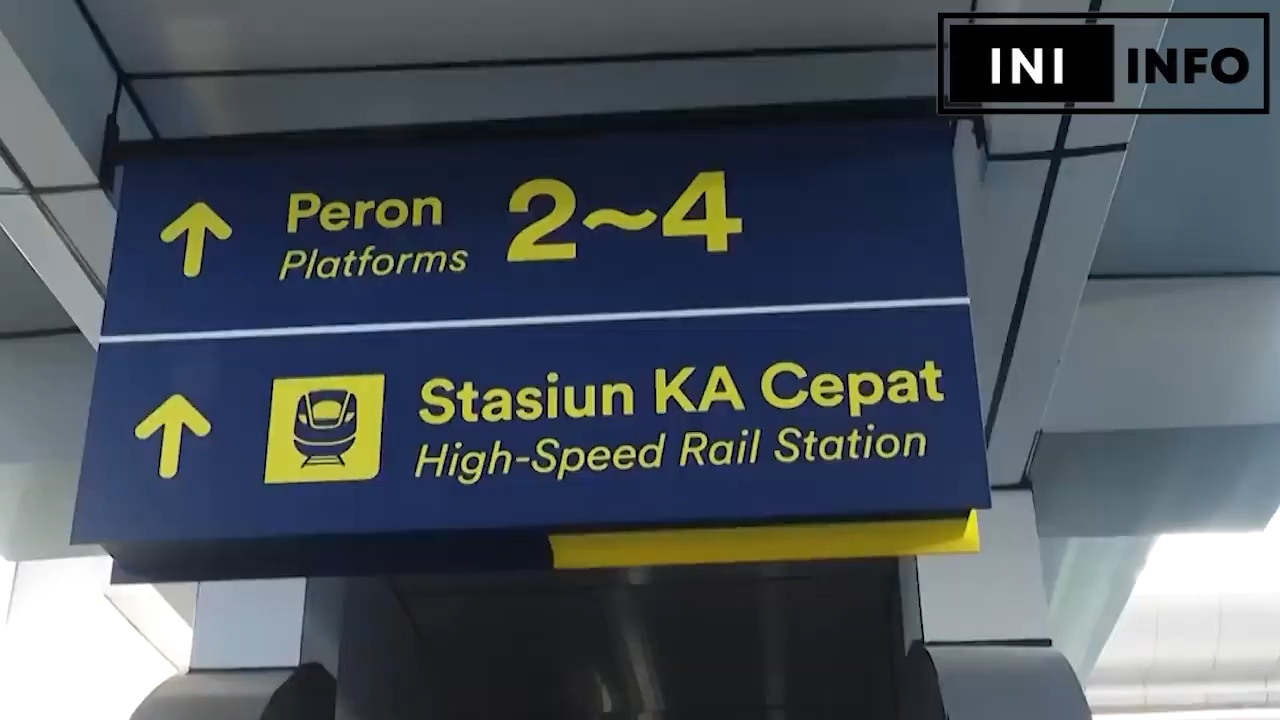 INI INFO
Peron 2~4
Platforms
Stasiun KA Cepat
High-Speed Rail Station